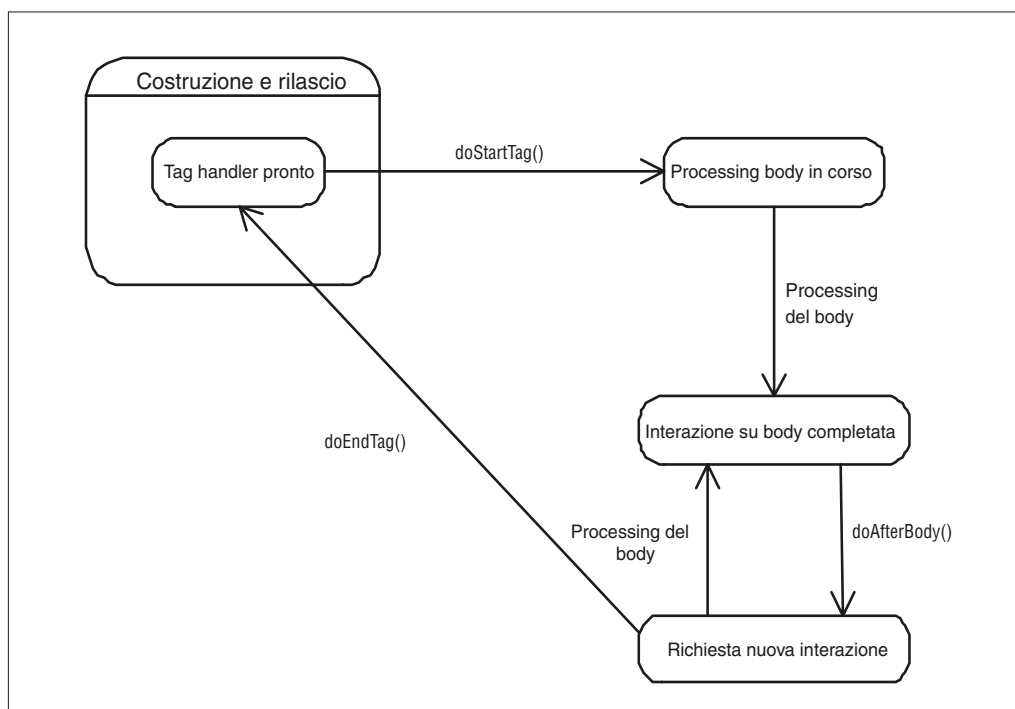 Costruzione e rilascio
Tag handler pronto
doStartTag()
Processing body in corso
Processing
del body
Interazione su body completata
doEndTag()
Processing del
body
doAfterBody()
Richiesta nuova interazione